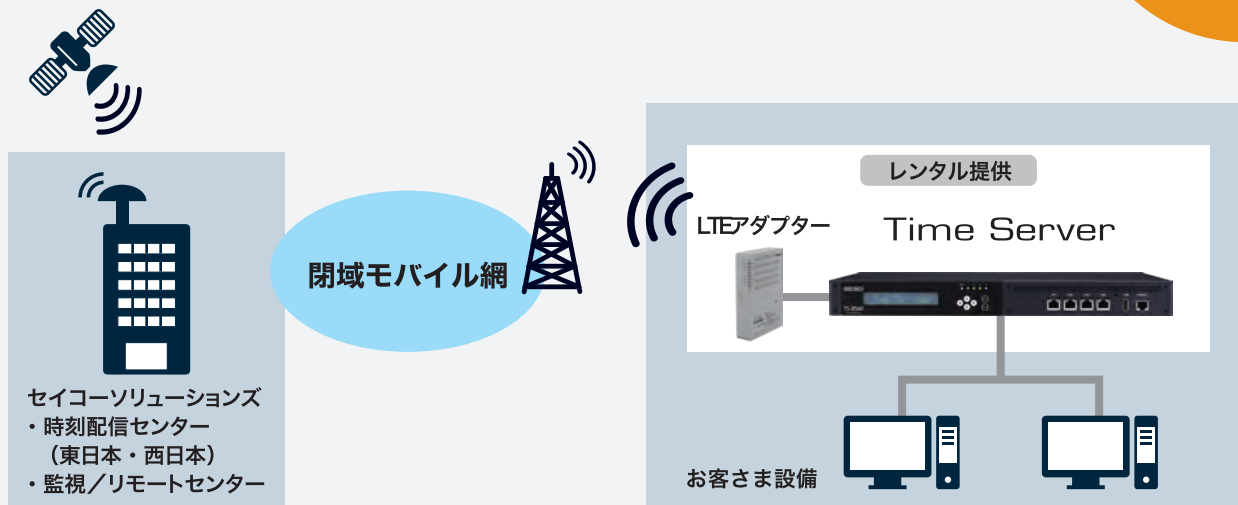 レンタル提供
LTEアダプター
Time Server
閉域モバイル網
SEIKO
セイコーソリューションズ
・時刻配信センター
（東日本・西日本）
・監視／リモートセンター
お客さま設備